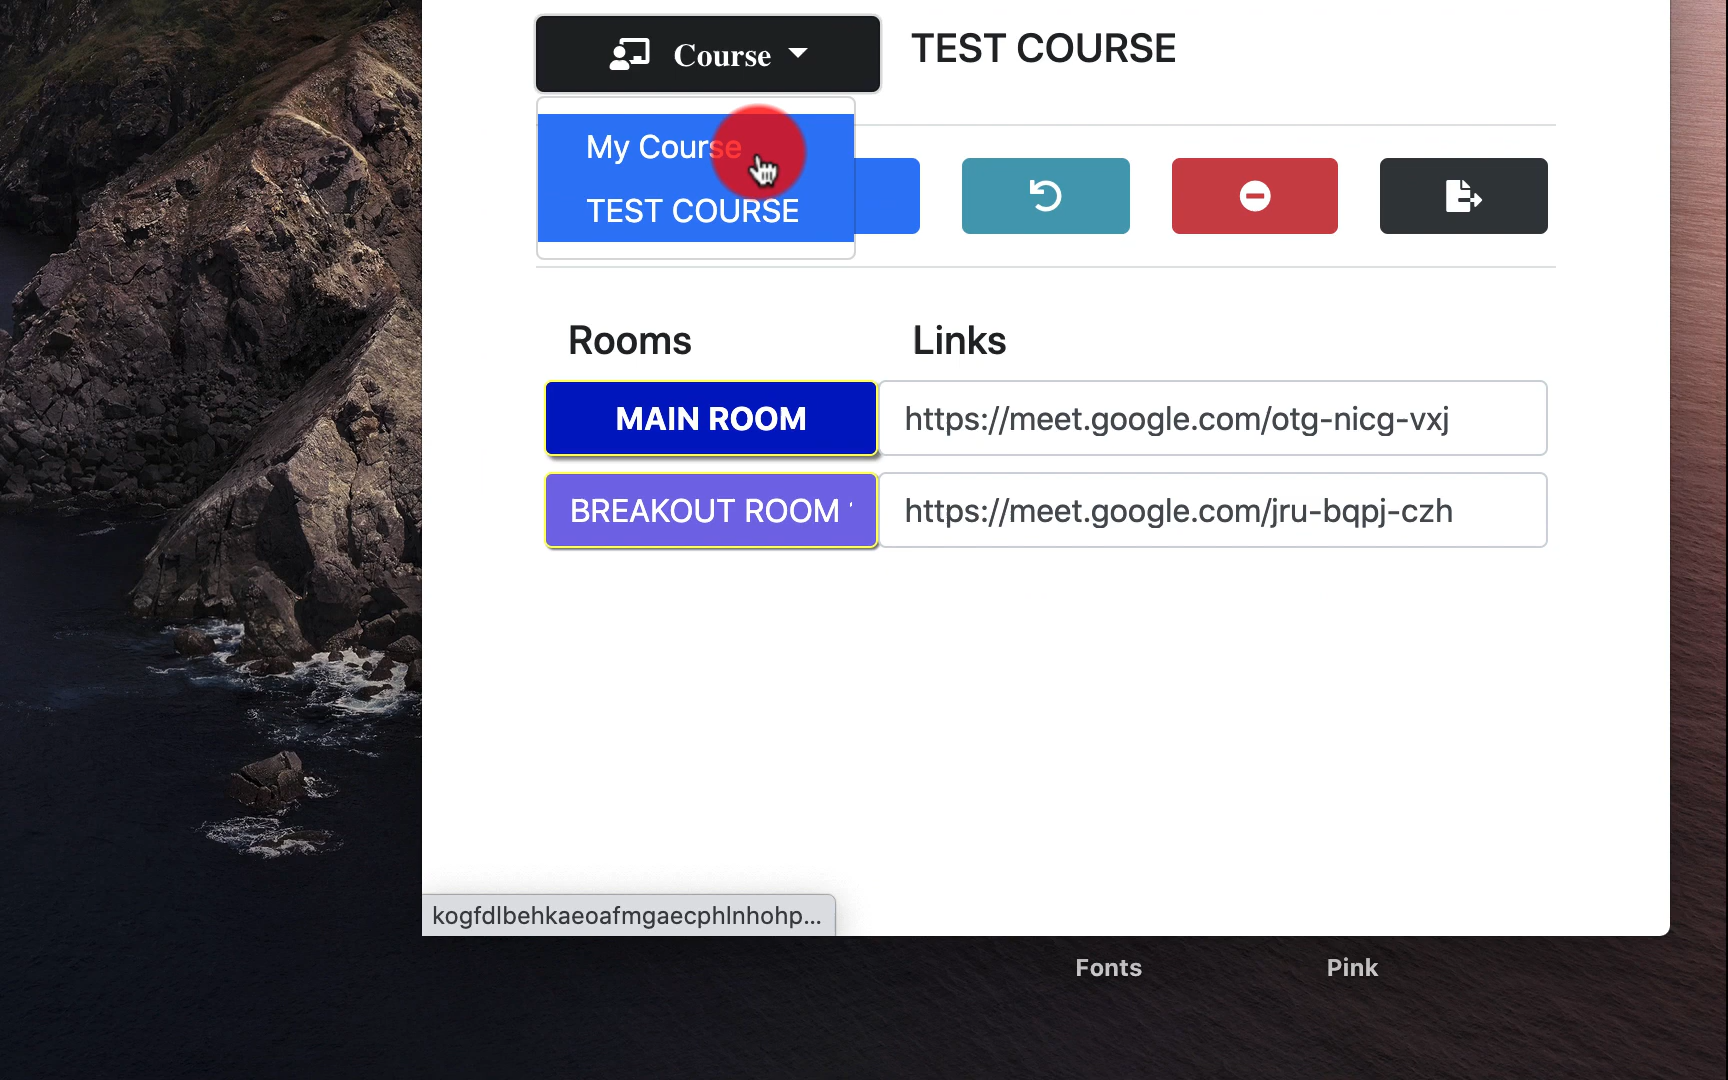 Course
TEST COURSE
My Course
TEST COURSE
Rooms
Links
MAIN ROOM
https://meet.google.com/otg-nicg-vxj
BREAKOUT ROOM
https://meet.google.com/jru-bqpj-czh
kogfdlbehkaeoafmgaecphlnhohp...
Fonts
Pink